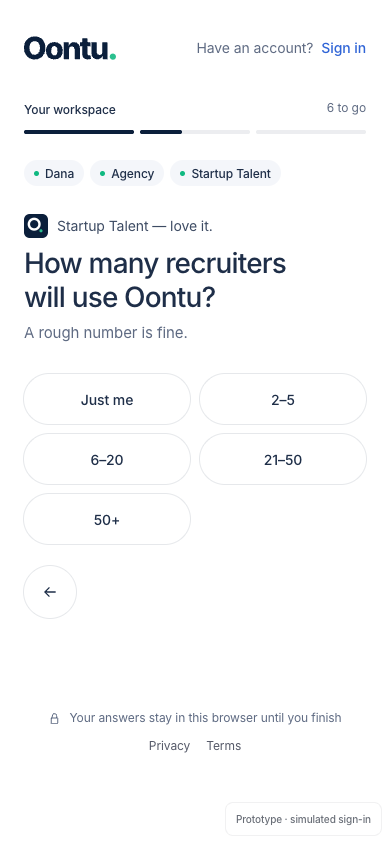 Oontu.
Have an account? Sign in
Your workspace
6 to go
Dana
Agency
Startup Talent
Startup Talent — love it.
How many recruiters
will use Oontu?
A rough number is fine.
Just me
2–5
6–20
21–50
50+
Your answers stay in this browser until you finish
Privacy
Terms
Prototype · simulated sign-in